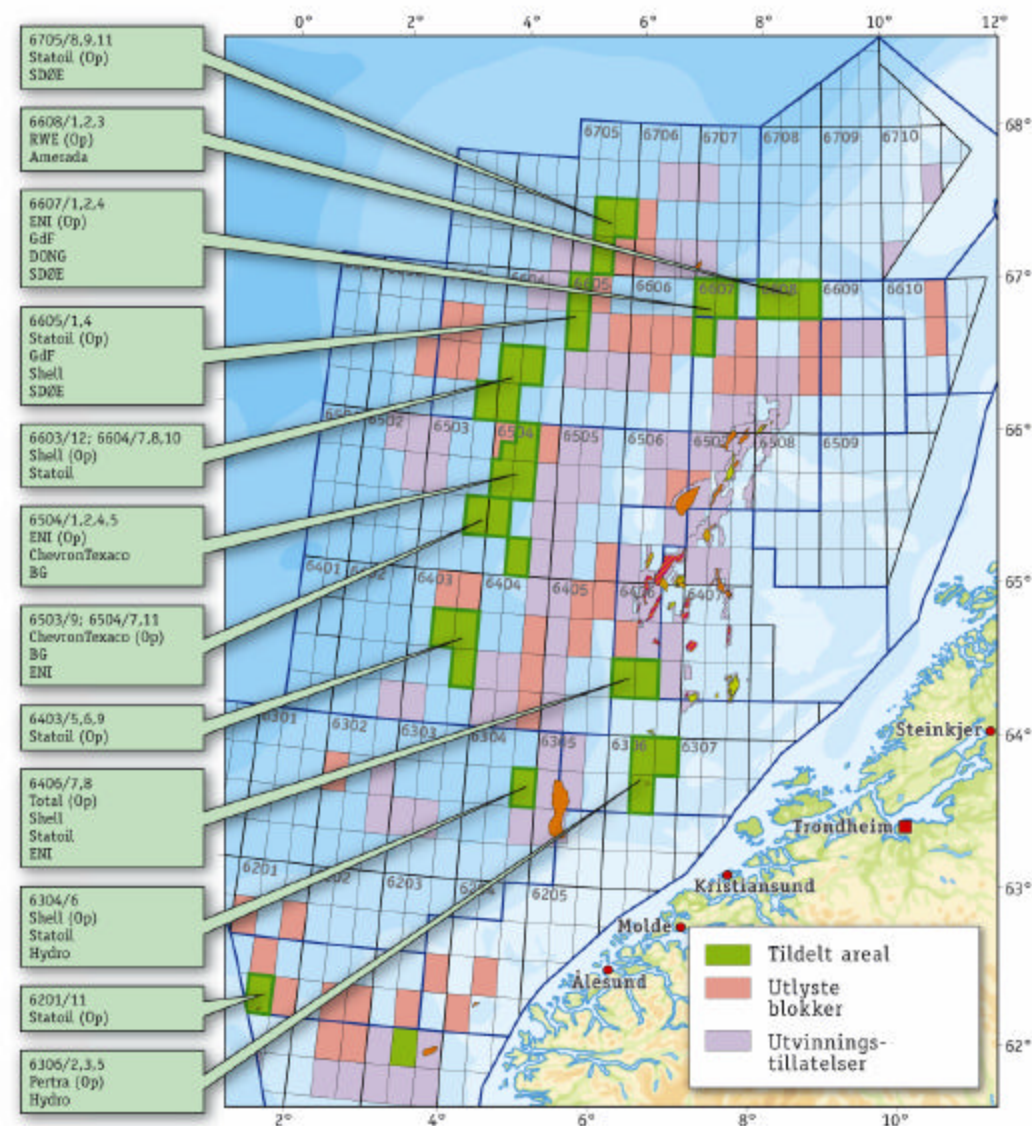 0°
2°
4°
6°
8°
10°
12°
6705/8,9,11
Statoil (Op)
SDØE
6608/1,2,3
RWE (Op)
Amerada
6607/1,2,4
ENI (Op)
GdF
DONG
SDØE
6605/1,4
Statoil (Op)
GdF
Shell
SDØE
6603/12; 6604/7,8,10
Shell (Op)
Statoil
6504/1,2,4,5
ENI (Op)
ChevronTexaco
BG
6503/9; 6504/7,11
ChevronTexaco (Op)
BG
ENI
6403/5,6,9
Statoil (Op)
6406/7,8
Total (Op)
Shell
Statoil
ENI
6304/6
Shell (Op)
Statoil
Hydro
6201/11
Statoil (Op)
6306/2,3,5
Pertra (Op)
Hydro
6705 6706 6707 6708 6709 6710
68°
67°
6604 6605 6606 6607 6608 6609 6610
66°
6502 6503 6504 6505 6506 6507 6508 6509
65°
6401 6402 6403 6404 6405 6406 6407
64°
6301 6302 6303 6304 6305 6306 6307
63°
6201 6202 6203 6204 6205
62°
Steinkjer
Trondheim
Kristiansund
Molde
Ålesund
Tildelt areal
Utlyste
blokker
Utvinnings-
tillatelser
2°
4°
6°
8°
10°